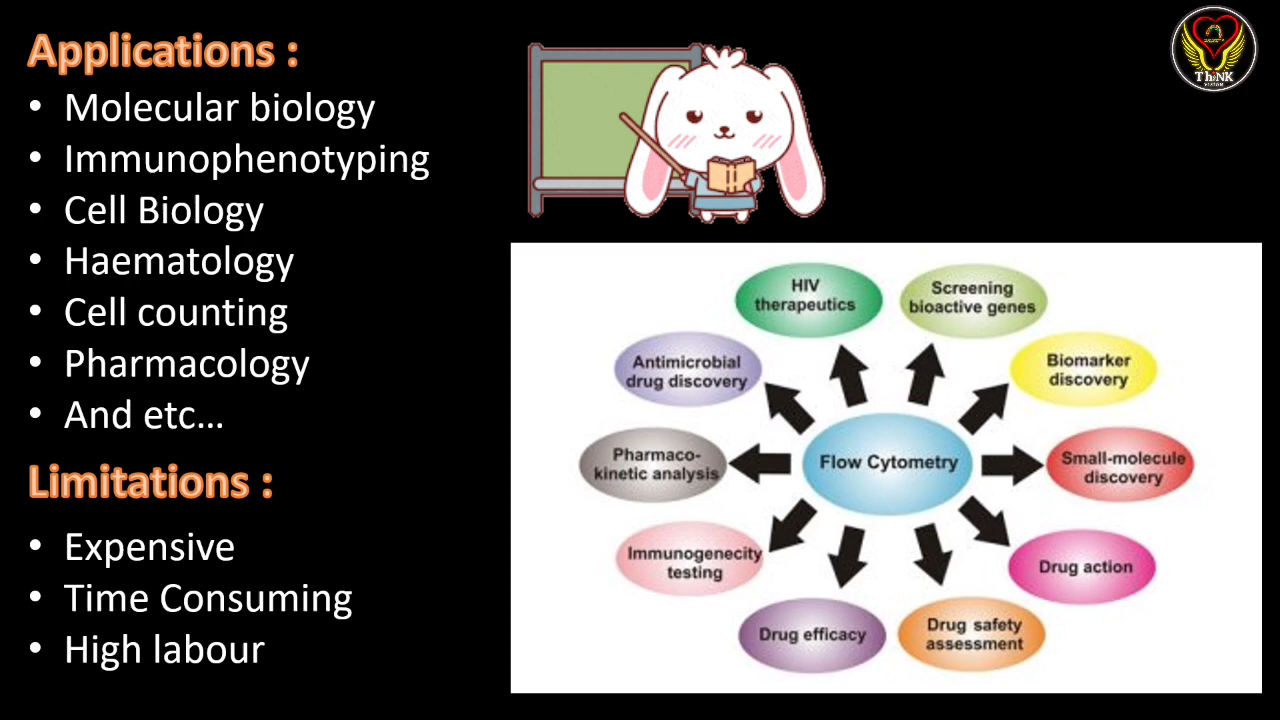 Applications :
• Molecular biology
• Immunophenotyping
• Cell Biology
• Haematology
• Cell counting
• Pharmacology
• And etc…
Limitations :
• Expensive
• Time Consuming
• High labour
ThiNK
VISION
HIV
therapeutics
Screening
bioactive genes
Antimicrobial
drug discovery
Biomarker
discovery
Pharmaco-
kinetic analysis
Flow Cytometry
Small-molecule
discovery
Immunogenecity
testing
Drug action
Drug efficacy
Drug safety
assessment